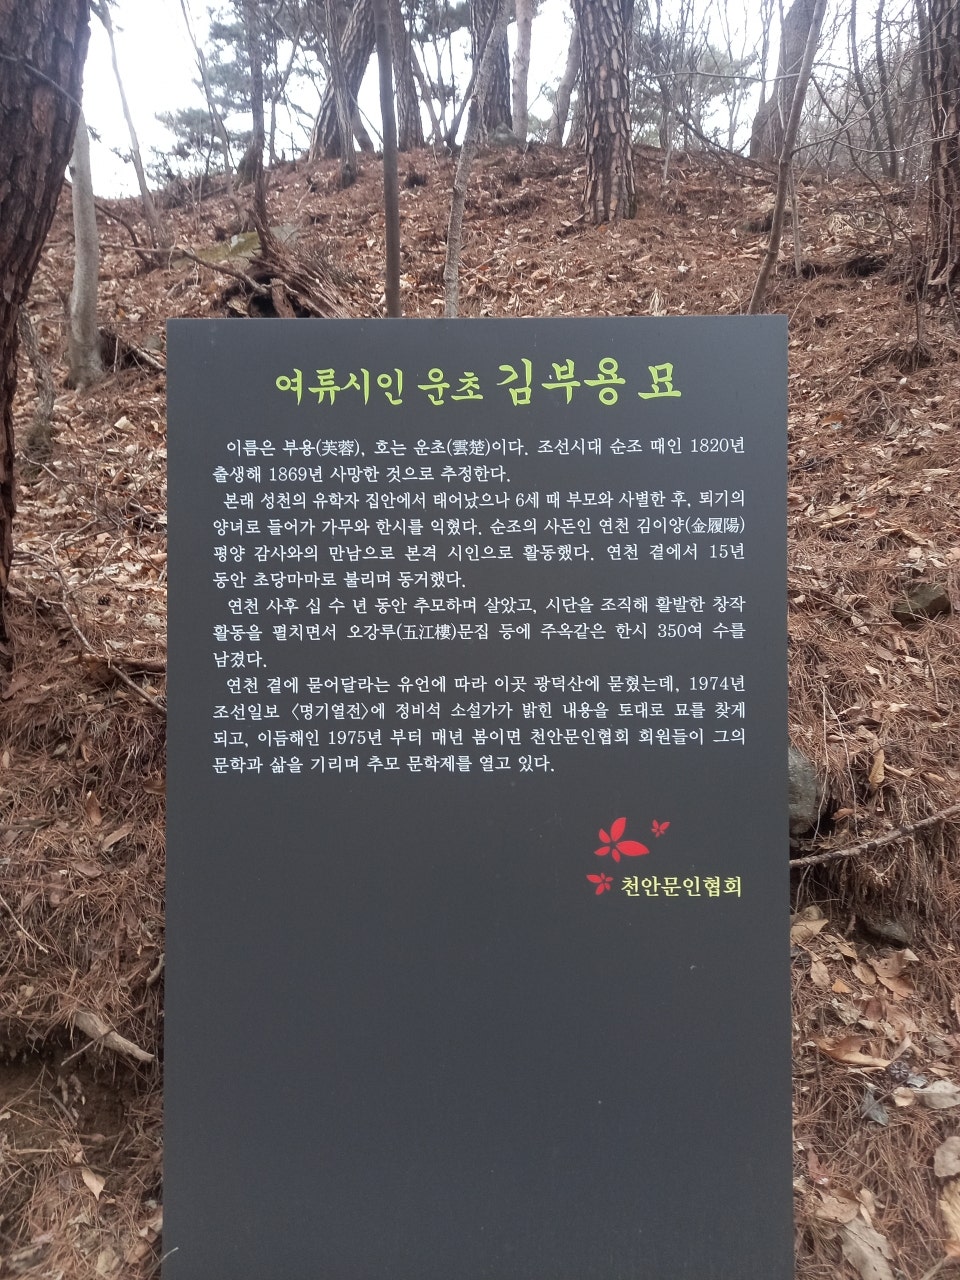 여류시인 운초 김부용 묘
이름은 부용(芙蓉), 호는 운초(雲楚)이다. 조선시대 순조 때인 1820년
출생해 1869년 사망한 것으로 추정한다.
본래 성천의 유학자 집안에서 태어났으나 6세 때 부모와 사별한 후, 퇴기의
양녀로 들어가 가무와 한시를 익혔다. 순조의 사돈인 연천 김이양(金履陽)
평양 감사와의 만남으로 본격 시인으로 활동했다. 연천 곁에서 15년
동안 초당마마로 불리며 동거했다.
연천 사후 십 수 년 동안 추모하며 살았고, 시단을 조직해 활발한 창작
활동을 펼치면서 오강루(五江樓)문집 등에 주옥같은 한시 350여 수를
남겼다.
연천 곁에 묻어달라는 유언에 따라 이곳 광덕산에 묻혔는데, 1974년
조선일보 〈명기열전〉에 정비석 소설가가 밝힌 내용을 토대로 묘를 찾게
되고, 이듬해인 1975년 부터 매년 봄이면 천안문인협회 회원들이 그의
문학과 삶을 기리며 추모 문학제를 열고 있다.
천안문인협회